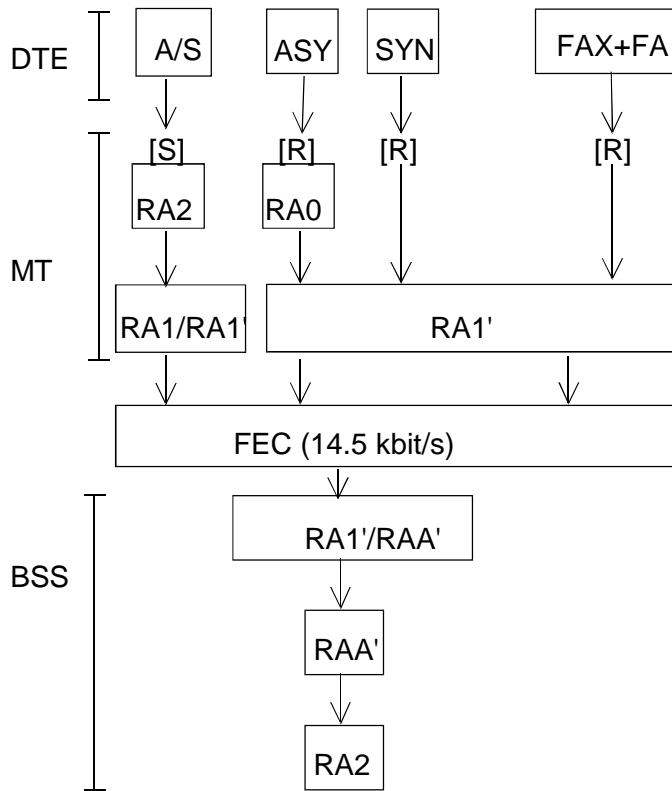 DTE A/S ASY SYN FAX+FA
[S] [R] [R] [R]
RA2 RA0
MT
RA1/RA1' RA1'
FEC (14.5 kbit/s)
RA1'/RAA'
BSS
RAA'
RA2